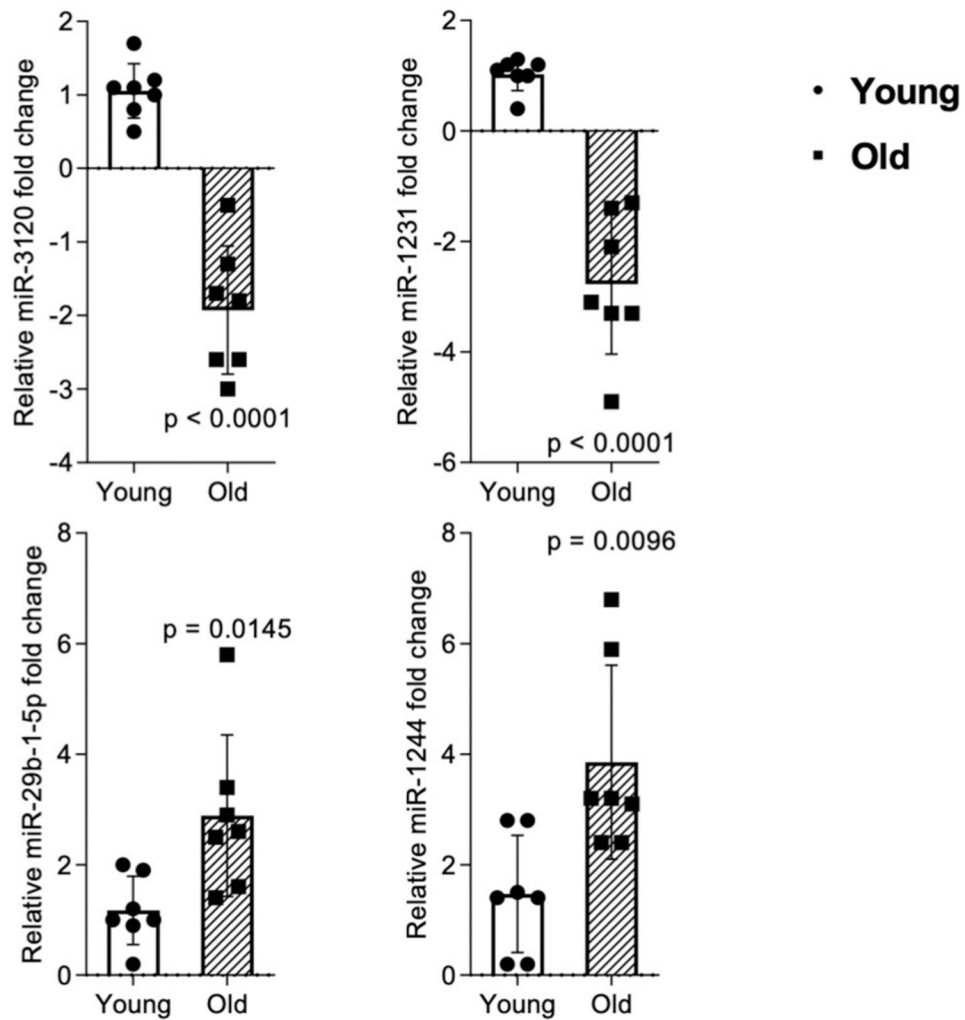 Relative miR-3120 fold change
2
1
0
-1
-2
-3
-4
p < 0.0001
Young Old
Relative miR-1231 fold change
2
0
-2
-4
-6
p < 0.0001
Young Old
Young
Old
Relative miR-29b-1-5p fold change
8
6
4
2
0
p = 0.0145
Young Old
Relative miR-1244 fold change
8
6
4
2
0
p = 0.0096
Young Old